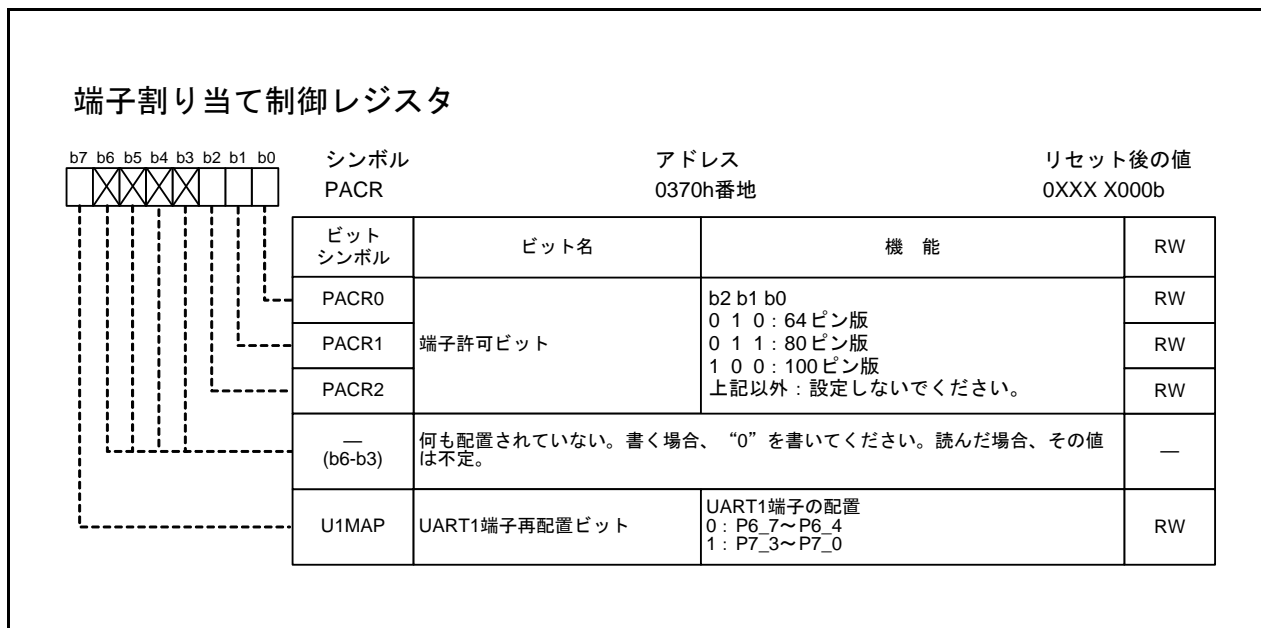 端子割り当て制御レジスタ
b7 b6 b5 b4 b3 b2 b1 b0
シンボル
PACR
アドレス
0370h番地
リセット後の値
0XXX X000b
ビット
シンボル
ビット名
機 能
RW
PACR0
PACR1
PACR2
端子許可ビット
b2 b1 b0
0 1 0:64ピン版
0 1 1:80ピン版
1 0 0:100ピン版
上記以外:設定しないでください。
RW
RW
RW
—
(b6-b3)
何も配置されていない。書く場合、“0”を書いてください。読んだ場合、その値
は不定。
—
U1MAP
UART1端子再配置ビット
UART1端子の配置
0:P6_7~P6_4
1:P7_3~P7_0
RW